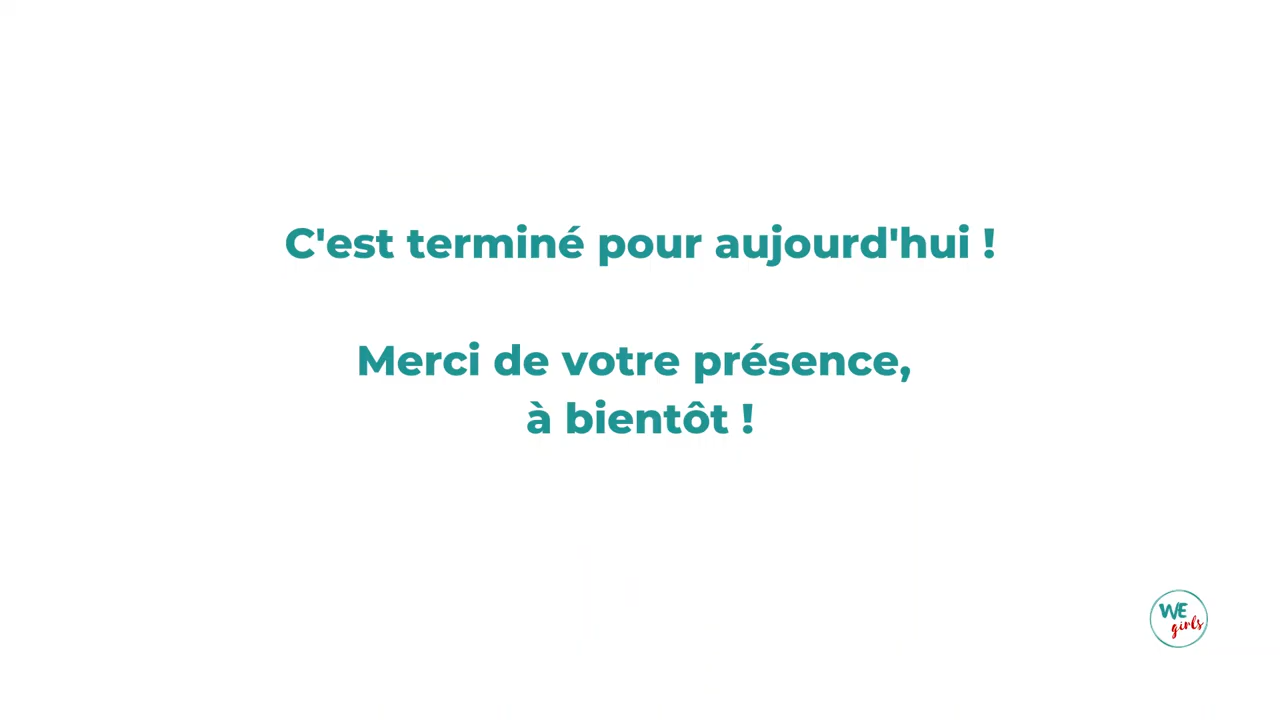 C'est terminé pour aujourd'hui !
Merci de votre présence,
à bientôt !
WE
girls